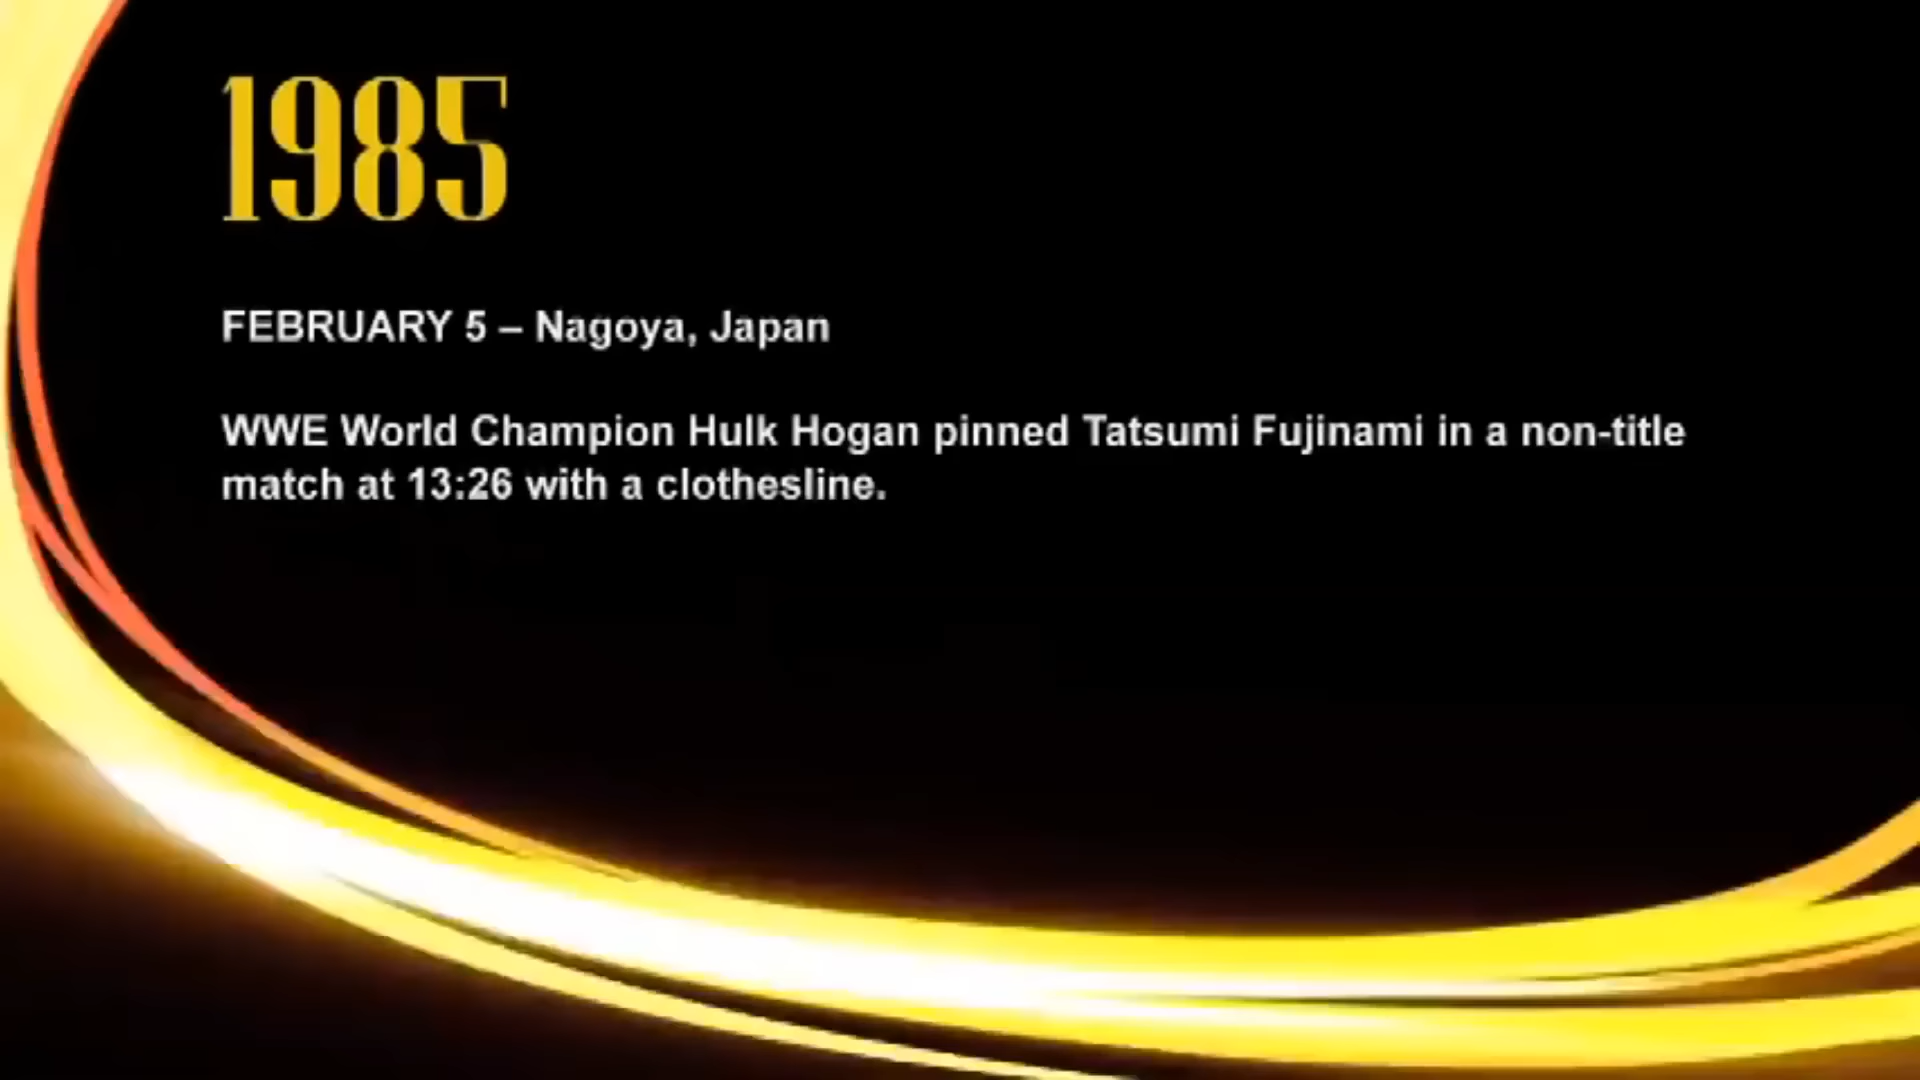 1985
FEBRUARY 5 – Nagoya, Japan
WWE World Champion Hulk Hogan pinned Tatsumi Fujinami in a non-title
match at 13:26 with a clothesline.